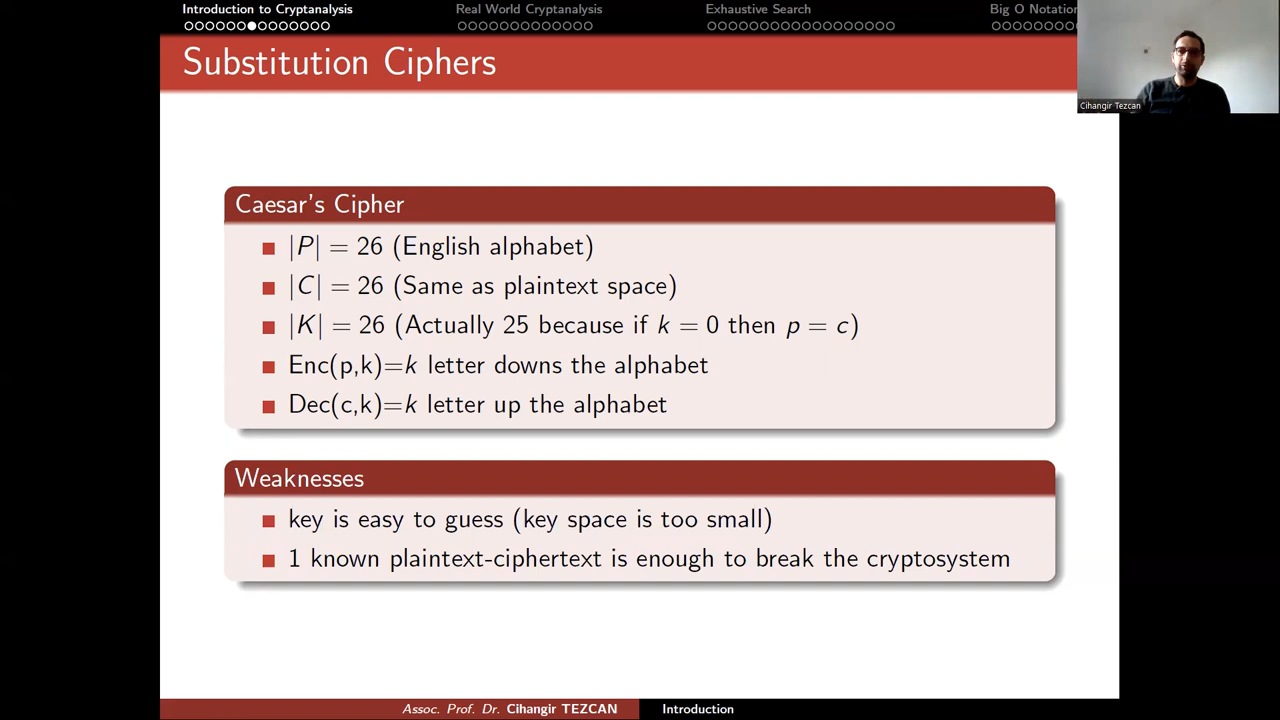 Introduction to Cryptanalysis
Real World Cryptanalysis
Exhaustive Search
Big O Notation
Substitution Ciphers
Cihangir Tezcan
Caesar's Cipher
|P| = 26 (English alphabet)
|C| = 26 (Same as plaintext space)
|K| = 26 (Actually 25 because if k = 0 then p = c)
Enc(p,k)=k letter downs the alphabet
Dec(c,k)=k letter up the alphabet
Weaknesses
key is easy to guess (key space is too small)
1 known plaintext-ciphertext is enough to break the cryptosystem
Assoc. Prof. Dr. Cihangir TEZCAN
Introduction